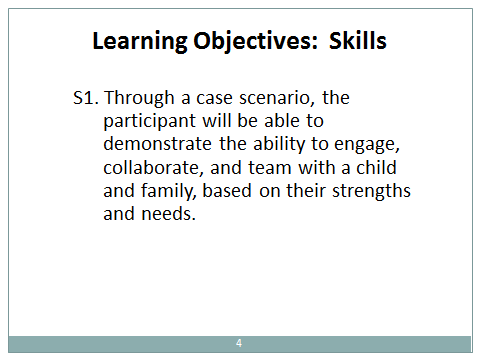 Learning Objectives: Skills
S1. Through a case scenario, the
participant will be able to
demonstrate the ability to engage,
collaborate, and team with a child
and family, based on their strengths
and needs.
4